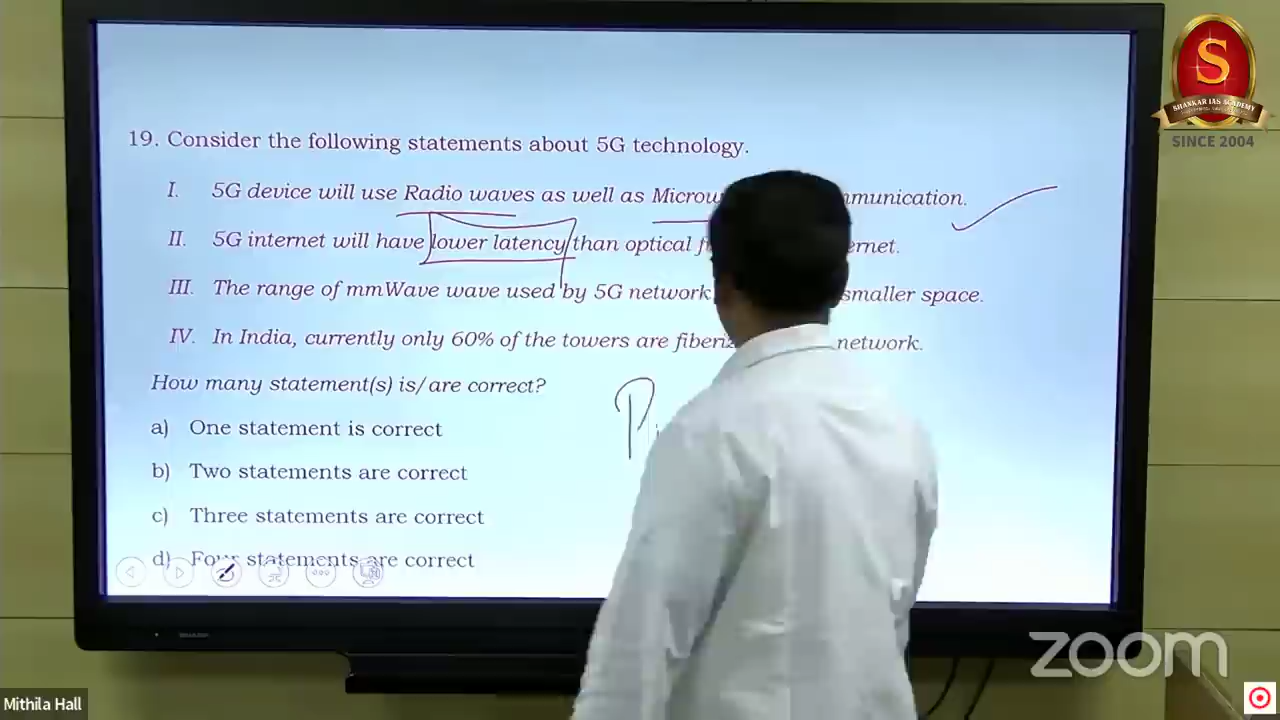 19. Consider the following statements about 5G technology.
I. 5G device will use Radio waves as well as
II. 5G internet will have lower latency than optical
III. The range of mmWave wave used by 5G network smaller space.
IV. In India, currently only 60% of the towers are network.
How many statement(s) is/are correct?
a) One statement is correct
b) Two statements are correct
c) Three statements are correct
d) Four statements are correct
S
SHANKAR IAS ACADEMY
SINCE 2004
zoom
Mithila Hall